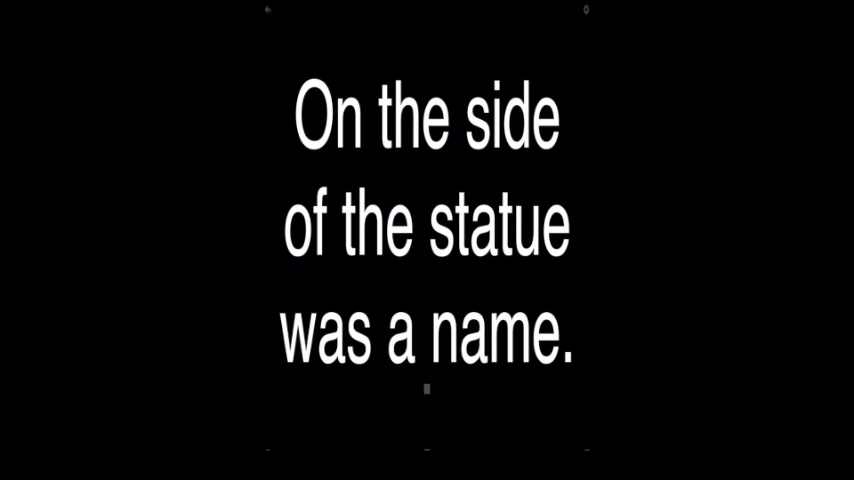 On the side
of the statue
was a name.